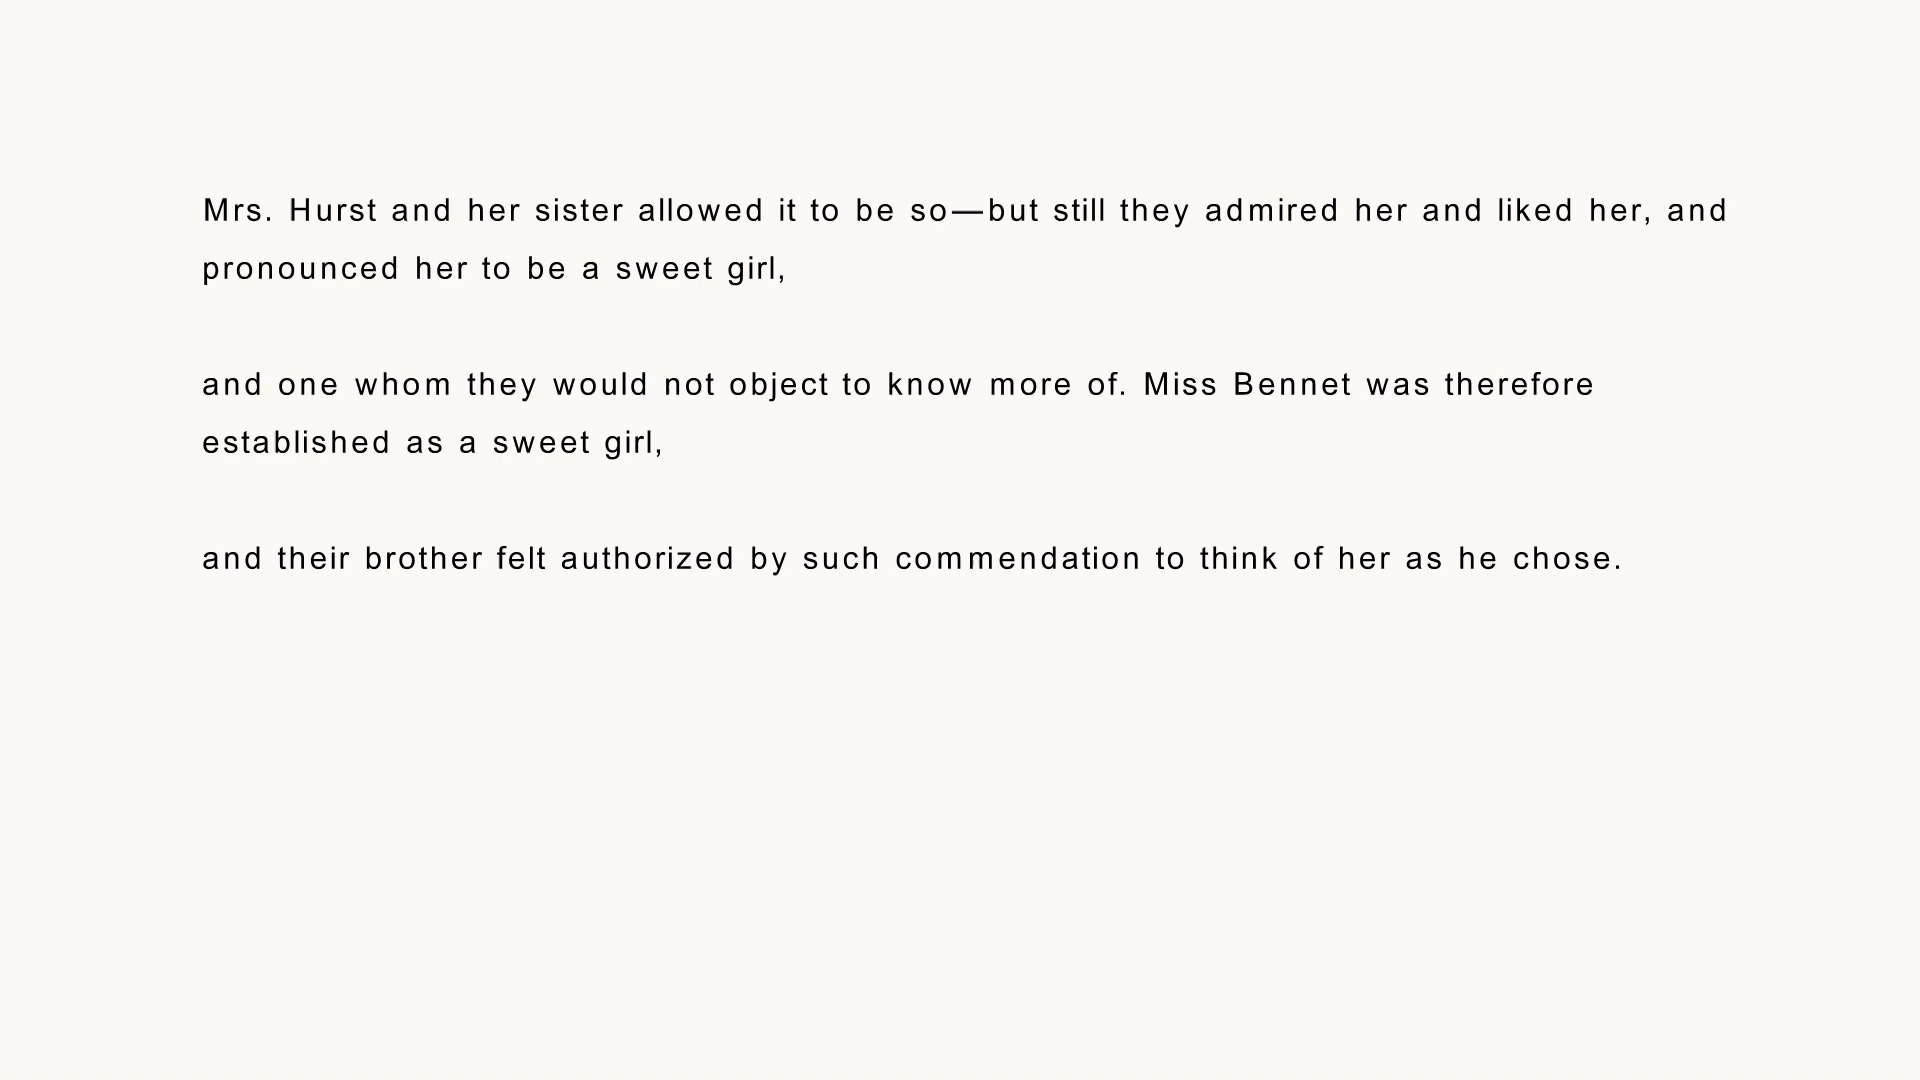 Mrs. Hurst and her sister allowed it to be so—but still they admired her and liked her, and
pronounced her to be a sweet girl,
and one whom they would not object to know more of. Miss Bennet was therefore
established as a sweet girl,
and their brother felt authorized by such commendation to think of her as he chose.